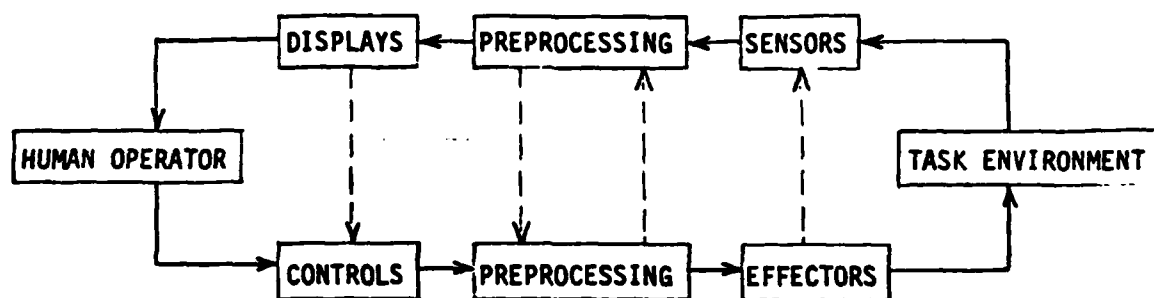 DISPLAYS
PREPROCESSING
SENSORS
HUMAN OPERATOR
TASK ENVIRONMENT
CONTROLS
PREPROCESSING
EFFECTORS